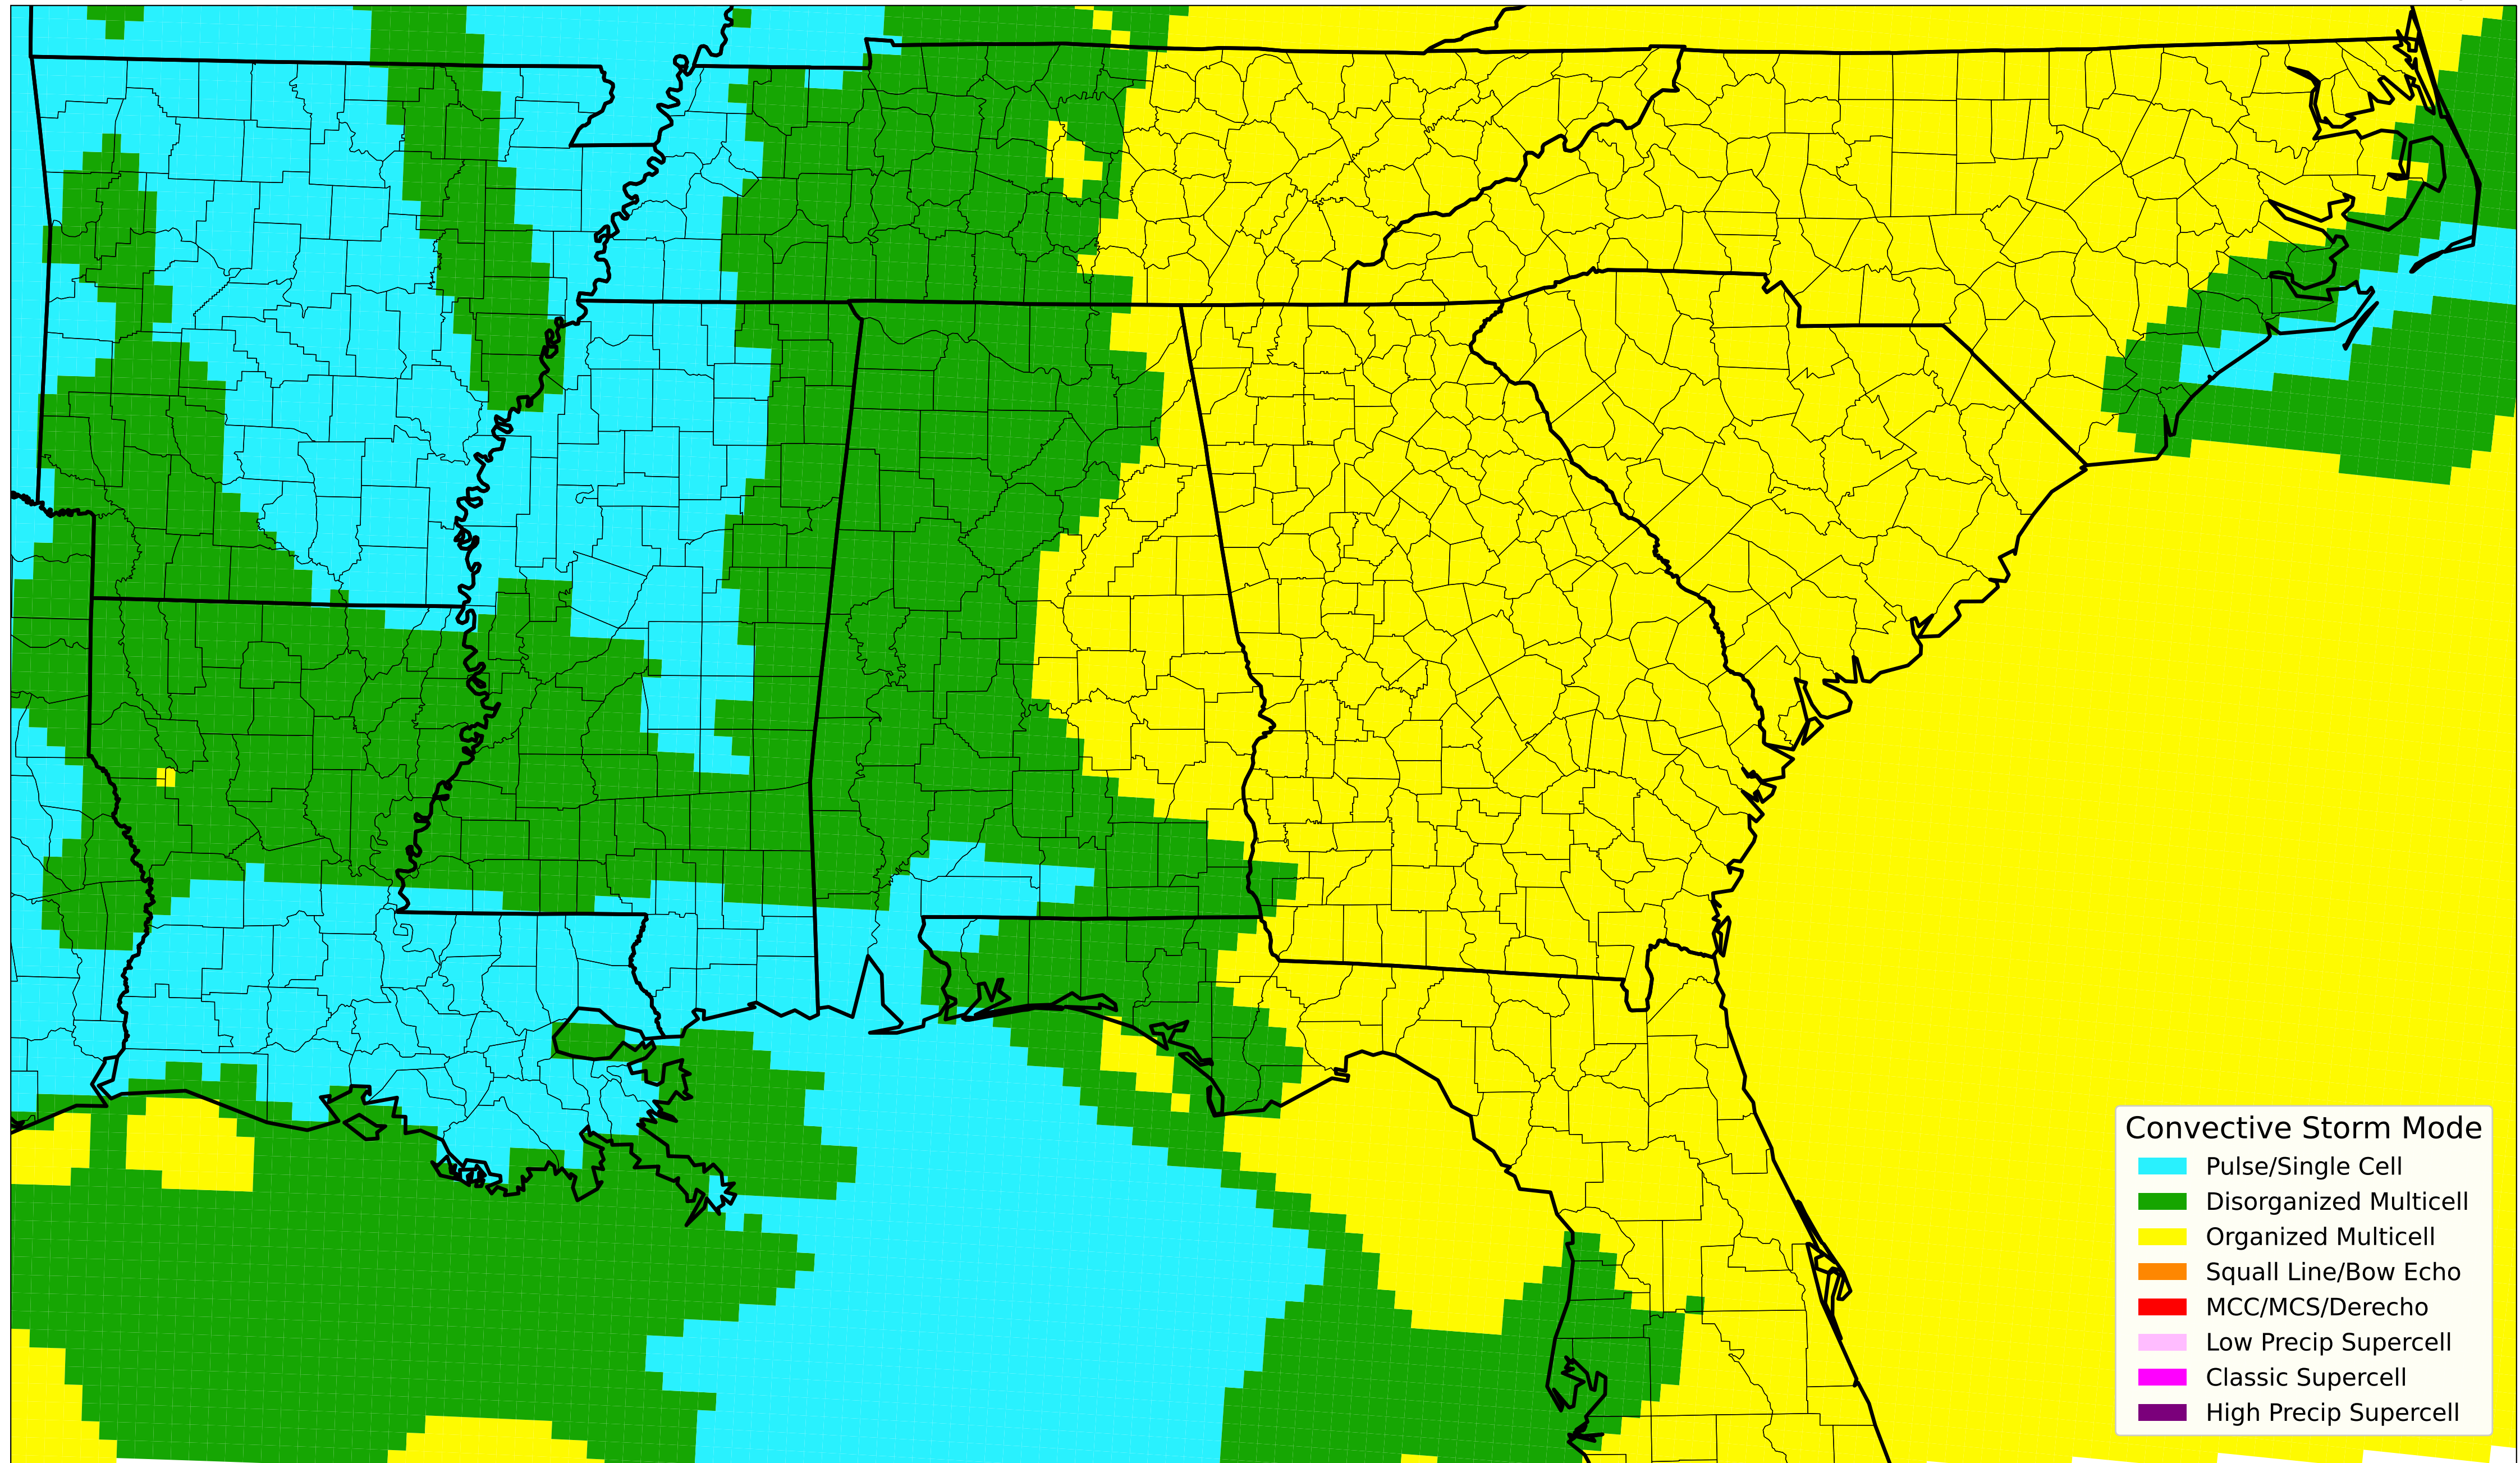 Convective Storm Mode
Pulse/Single Cell
Disorganized Multicell
Organized Multicell
Squall Line/Bow Echo
MCC/MCS/Derecho
Low Precip Supercell
Classic Supercell
High Precip Supercell